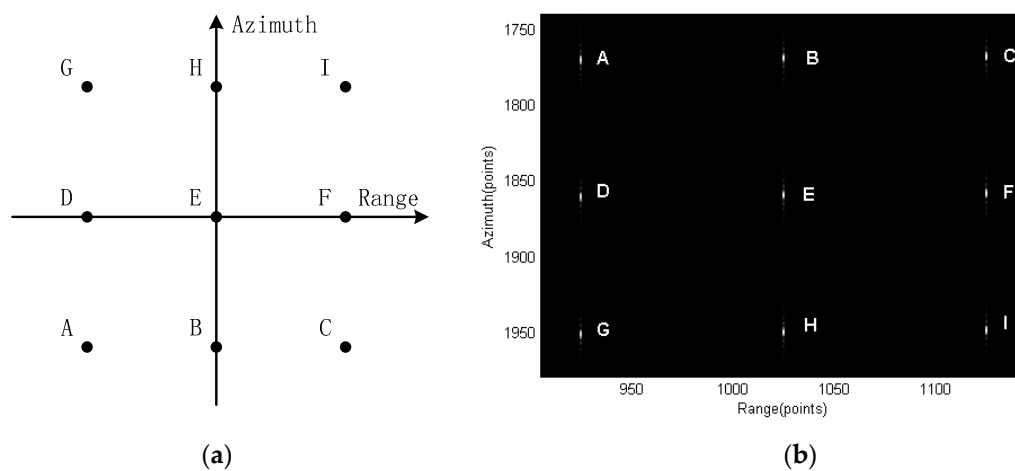 Azimuth
G H I
D E F Range
A B C
(a)
1750
1800
1850
1900
1950
Azimuth(points)
A B C
D E F
G H I
950 1000 1050 1100
Range(points)
(b)